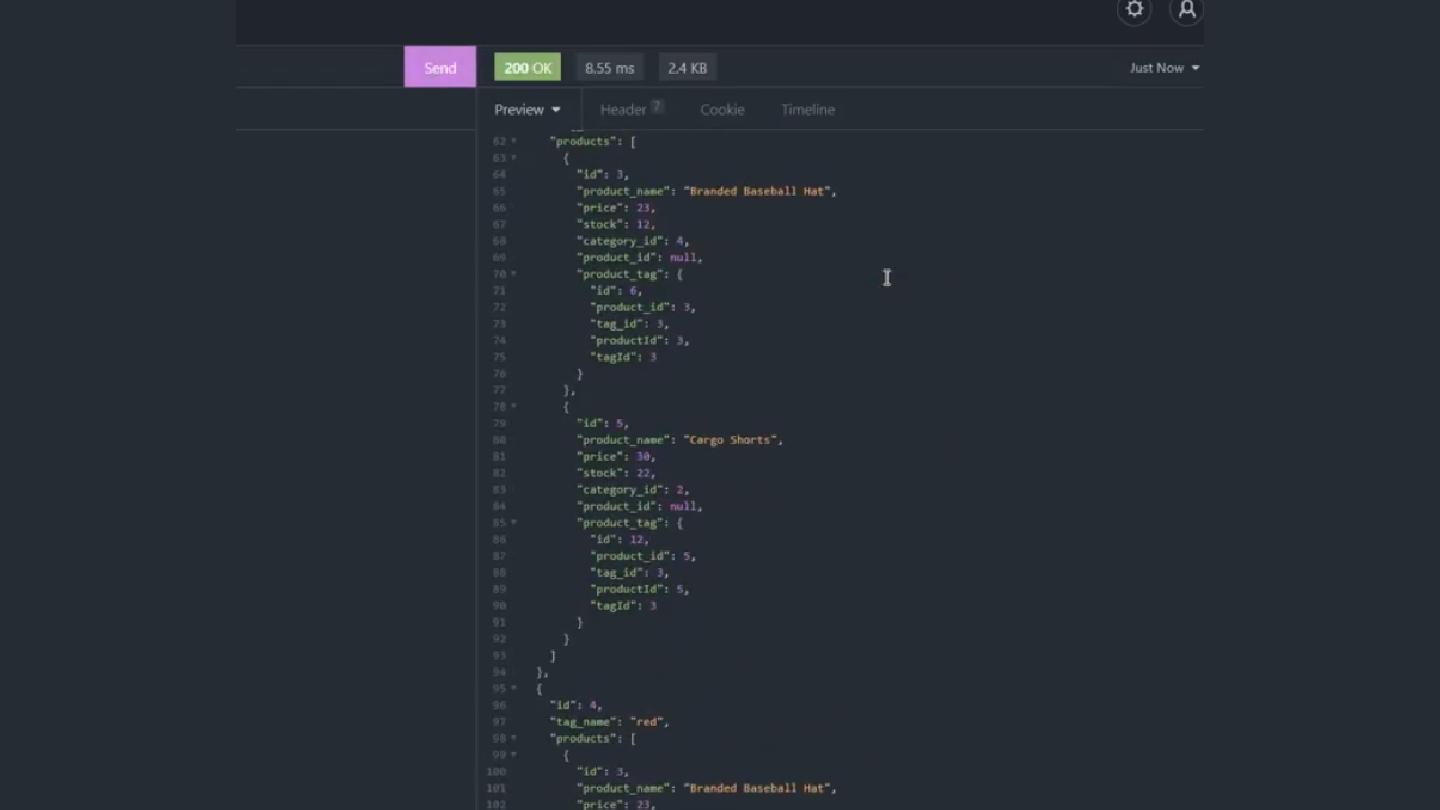 Send 200 OK 8.55 ms 2.4 KB Just Now
Preview Header 7 Cookie Timeline
62 "products": [
63 {
64 "id": 3,
65 "product_name": "Branded Baseball Hat",
66 "price": 23,
67 "stock": 12,
68 "category_id": 4,
69 "product_id": null,
70 "product_tag": {
71 "id": 6,
72 "product_id": 3,
73 "tag_id": 3,
74 "productId": 3,
75 "tagId": 3
76 }
77 },
78 {
79 "id": 5,
80 "product_name": "Cargo Shorts",
81 "price": 30,
82 "stock": 22,
83 "category_id": 2,
84 "product_id": null,
85 "product_tag": {
86 "id": 12,
87 "product_id": 5,
88 "tag_id": 3,
89 "productId": 5,
90 "tagId": 3
91 }
92 }
93 ]
94 },
95 {
96 "id": 4,
97 "tag_name": "red",
98 "products": [
99 {
100 "id": 3,
101 "product_name": "Branded Baseball Hat",
102 "price": 23,